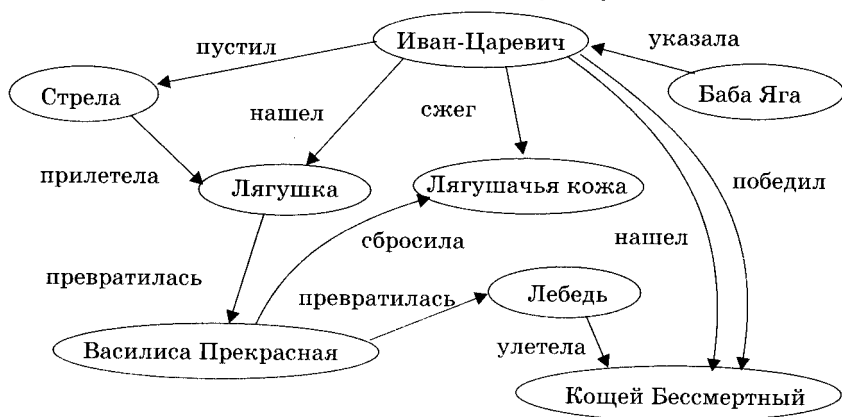 пустил
Иван-Царевич
указала
Стрела
Баба Яга
нашел
сжег
прилетела
Лягушка
Лягушачья кожа
победил
сбросила
нашел
превратилась
превратилась
Лебедь
Василиса Прекрасная
улетела
Кощей Бессмертный